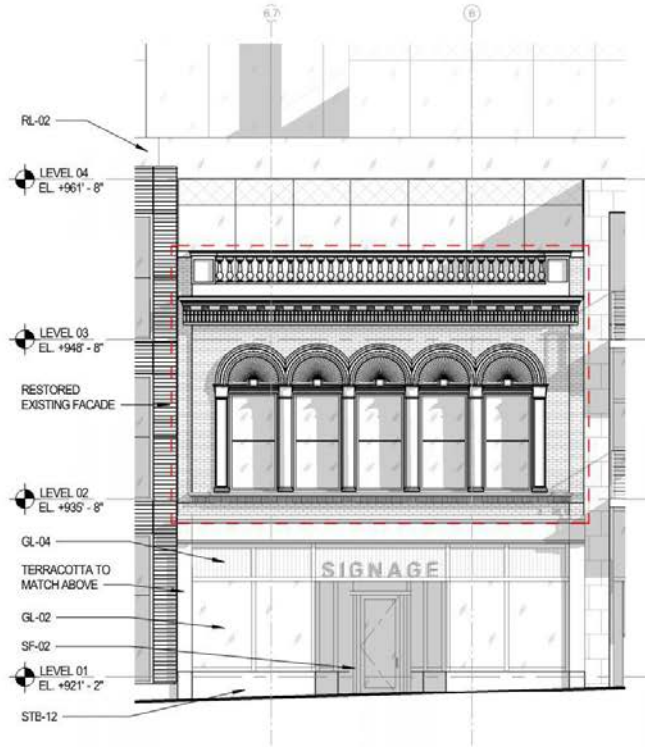 6.7
6
RL-02
LEVEL 04
EL. +961' - 8"
LEVEL 03
EL. +948' - 8"
RESTORED
EXISTING FACADE
LEVEL 02
EL. +935' - 8"
GL-04
SIGNAGE
TERRACOTTA TO
MATCH ABOVE
GL-02
SF-02
LEVEL 01
EL. +921' - 2"
STB-12